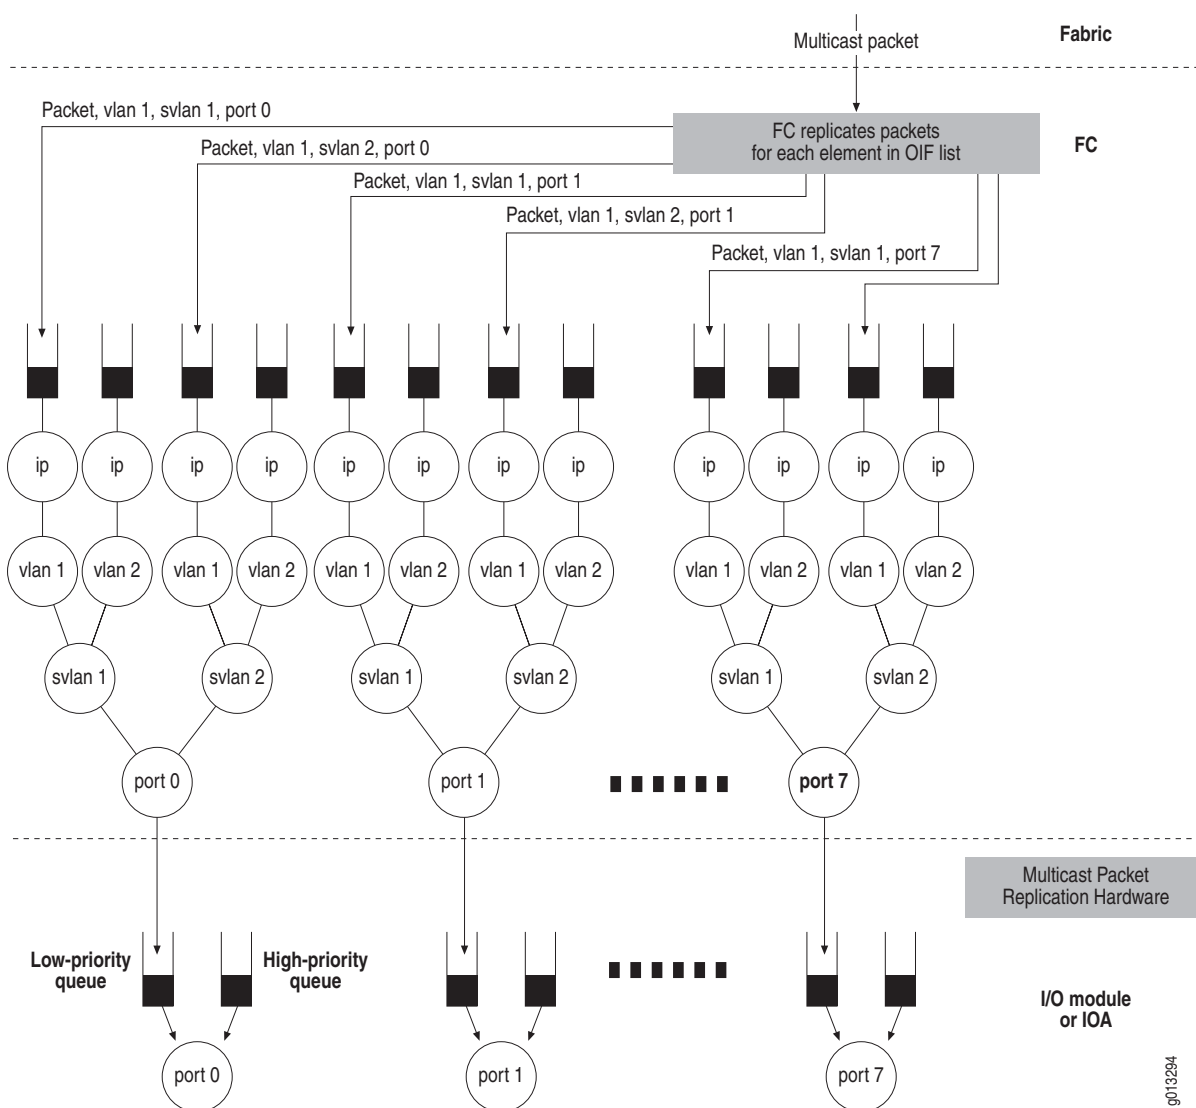 Multicast packet
Fabric
Packet, vlan 1, svlan 1, port 0
FC replicates packets
for each element in OIF list
FC
Packet, vlan 1, svlan 2, port 0
Packet, vlan 1, svlan 1, port 1
Packet, vlan 1, svlan 2, port 1
Packet, vlan 1, svlan 1, port 7
ip ip ip ip ip ip ip ip ip ip ip ip
vlan 1 vlan 2 vlan 1 vlan 2 vlan 1 vlan 2 vlan 1 vlan 2 vlan 1 vlan 2 vlan 1 vlan 2
svlan 1 svlan 2 svlan 1 svlan 2 svlan 1 svlan 2
port 0 port 1 port 7
Multicast Packet
Replication Hardware
Low-priority
queue
High-priority
queue
I/O module
or IOA
port 0 port 1 port 7
g013294